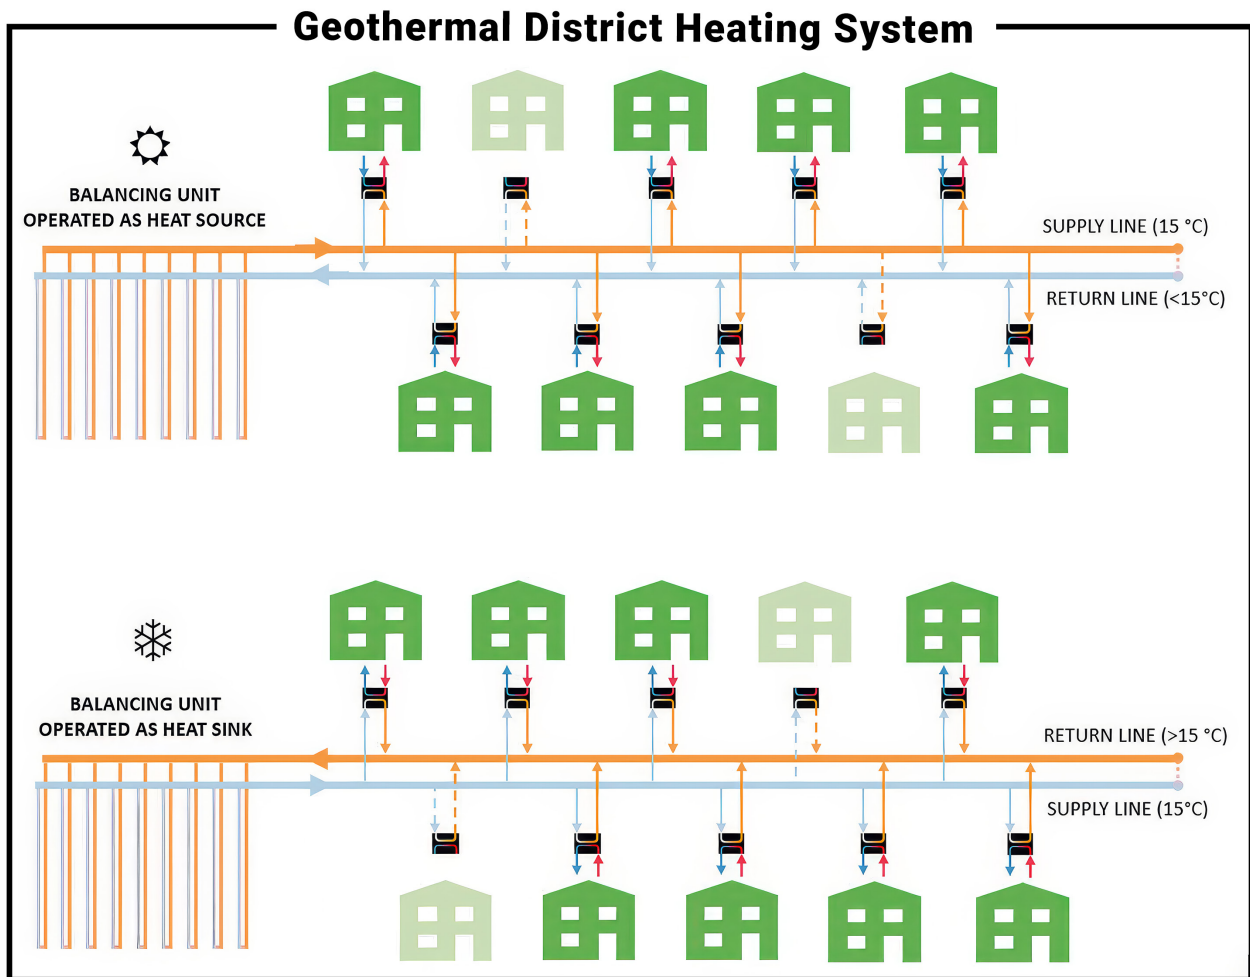 Geothermal District Heating System
BALANCING UNIT
OPERATED AS HEAT SOURCE
SUPPLY LINE (15 °C)
RETURN LINE (<15°C)
BALANCING UNIT
OPERATED AS HEAT SINK
RETURN LINE (>15 °C)
SUPPLY LINE (15°C)